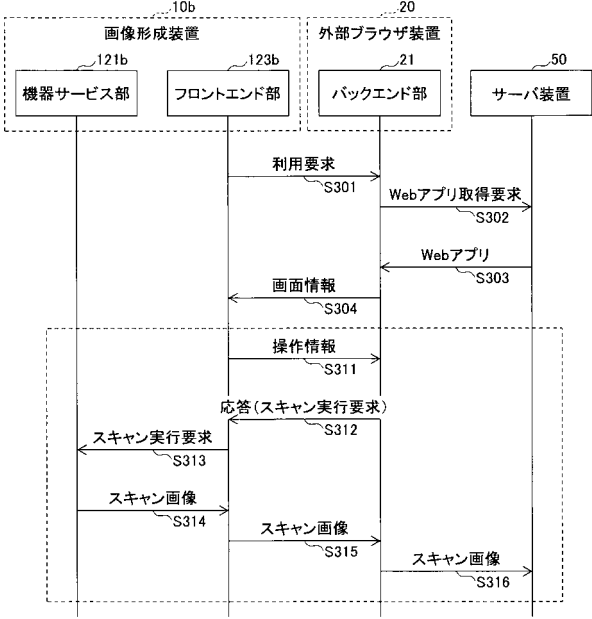 10b
20
画像形成装置
外部ブラウザ装置
121b
123b
21
50
機器サービス部
フロントエンド部
バックエンド部
サーバ装置
利用要求
S301
Webアプリ取得要求
S302
Webアプリ
S303
画面情報
S304
操作情報
S311
応答(スキャン実行要求)
S312
スキャン実行要求
S313
スキャン画像
S314
スキャン画像
S315
スキャン画像
S316